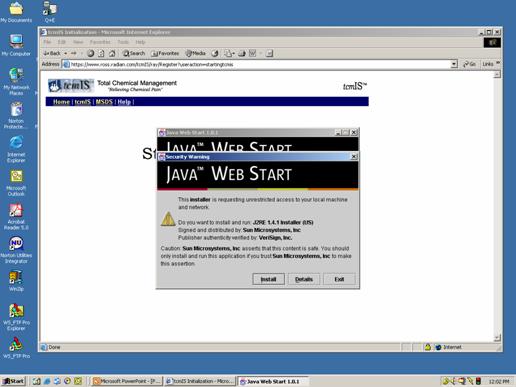 My Documents
Q+E
My Computer
My Network
Places
Norton
Protecte...
Internet
Explorer
Microsoft
Outlook
Acrobat
Reader 5.0
Norton Utilities
Integrator
WinZip
WS_FTP Pro
Explorer
WS_FTP Pro
tcmIS Initialization - Microsoft Internet Explorer
File Edit View Favorites Tools Help
Back Search Favorites Media
Address https://www.ross.radian.com/tcmIS/ray/Register?useraction=startingtcmis Go Links »
tcmIS Total Chemical Management
"Relieving Chemical Pain"
tcmIS™
Home | tcmIS | MSDS | Help |
St
Java Web Start 1.0.1
JAVA™ WEB START
Security Warning
JAVA™ WEB START
This installer is requesting unrestricted access to your local machine
and network.
Do you want to install and run: J2RE 1.4.1 Installer (US)
Signed and distributed by: Sun Microsystems, Inc
Publisher authenticity verified by: VeriSign, Inc.
Caution: Sun Microsystems, Inc asserts that this content is safe. You should
only install and run this application if you trust Sun Microsystems, Inc to make
this assertion.
Install Details Exit
Done Internet
Start Microsoft PowerPoint - [P... tcmIS Initialization - Micro... Java Web Start 1.0.1 12:02 PM